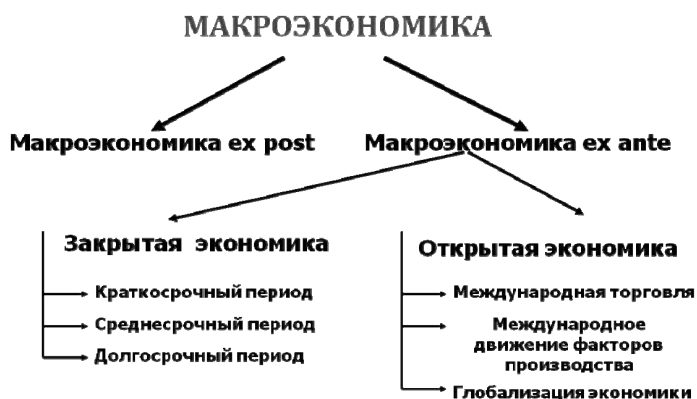 МАКРОЭКОНОМИКА
Макроэкономика ex post
Макроэкономика ex ante
Закрытая экономика
Краткосрочный период
Среднесрочный период
Долгосрочный период
Открытая экономика
Международная торговля
Международное
движение факторов
производства
Глобализация экономики